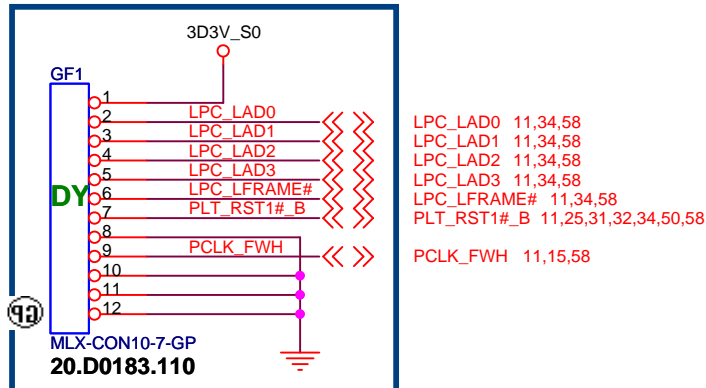 3D3V_S0
GF1
1
2 LPC_LAD0 LPC_LAD0 11,34,58
3 LPC_LAD1 LPC_LAD1 11,34,58
4 LPC_LAD2 LPC_LAD2 11,34,58
5 LPC_LAD3 LPC_LAD3 11,34,58
DY 6 LPC_LFRAME# LPC_LFRAME# 11,34,58
7 PLT_RST1#_B PLT_RST1#_B 11,25,31,32,34,50,58
8
9 PCLK_FWH PCLK_FWH 11,15,58
10
11
12
GP
MLX-CON10-7-GP
20.D0183.110